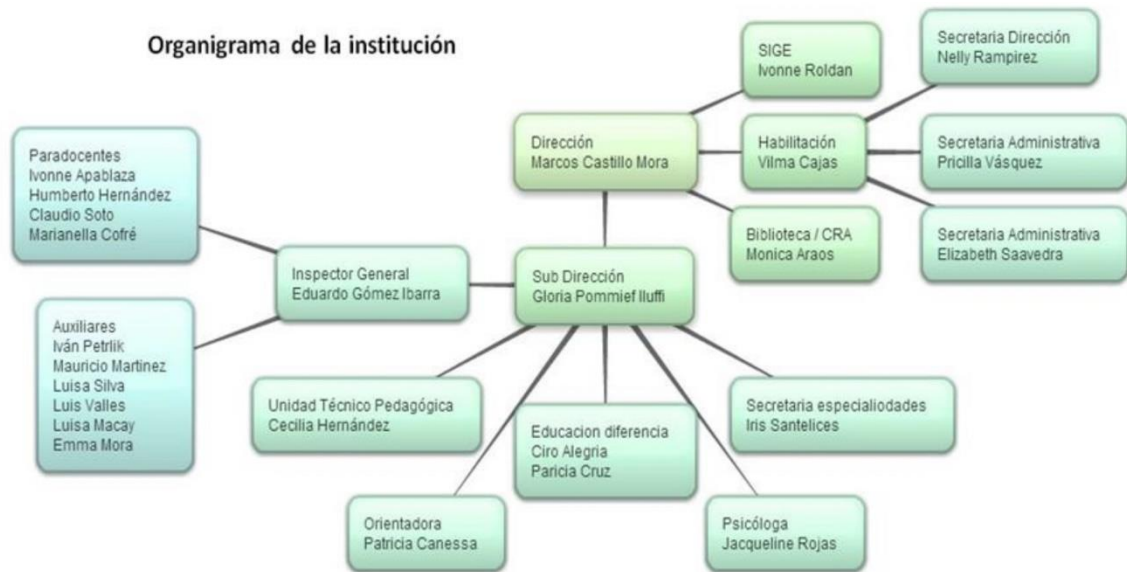 Organigrama de la institución
SIGE
Ivonne Roldan
Secretaria Dirección
Nelly Rampirez
Dirección
Marcos Castillo Mora
Habilitación
Vilma Cajas
Secretaria Administrativa
Pricilla Vásquez
Paradocentes
Ivonne Apablaza
Humberto Hernández
Claudio Soto
Marianella Cofré
Biblioteca / CRA
Monica Araos
Secretaria Administrativa
Elizabeth Saavedra
Inspector General
Eduardo Gómez Ibarra
Sub Dirección
Gloria Pommief Iluffi
Auxiliares
Iván Petrlik
Mauricio Martinez
Luisa Silva
Luis Valles
Luisa Macay
Emma Mora
Unidad Técnico Pedagógica
Cecilia Hernández
Educacion diferencia
Ciro Alegria
Paricia Cruz
Secretaria especialiodades
Iris Santelices
Orientadora
Patricia Canessa
Psicóloga
Jacqueline Rojas